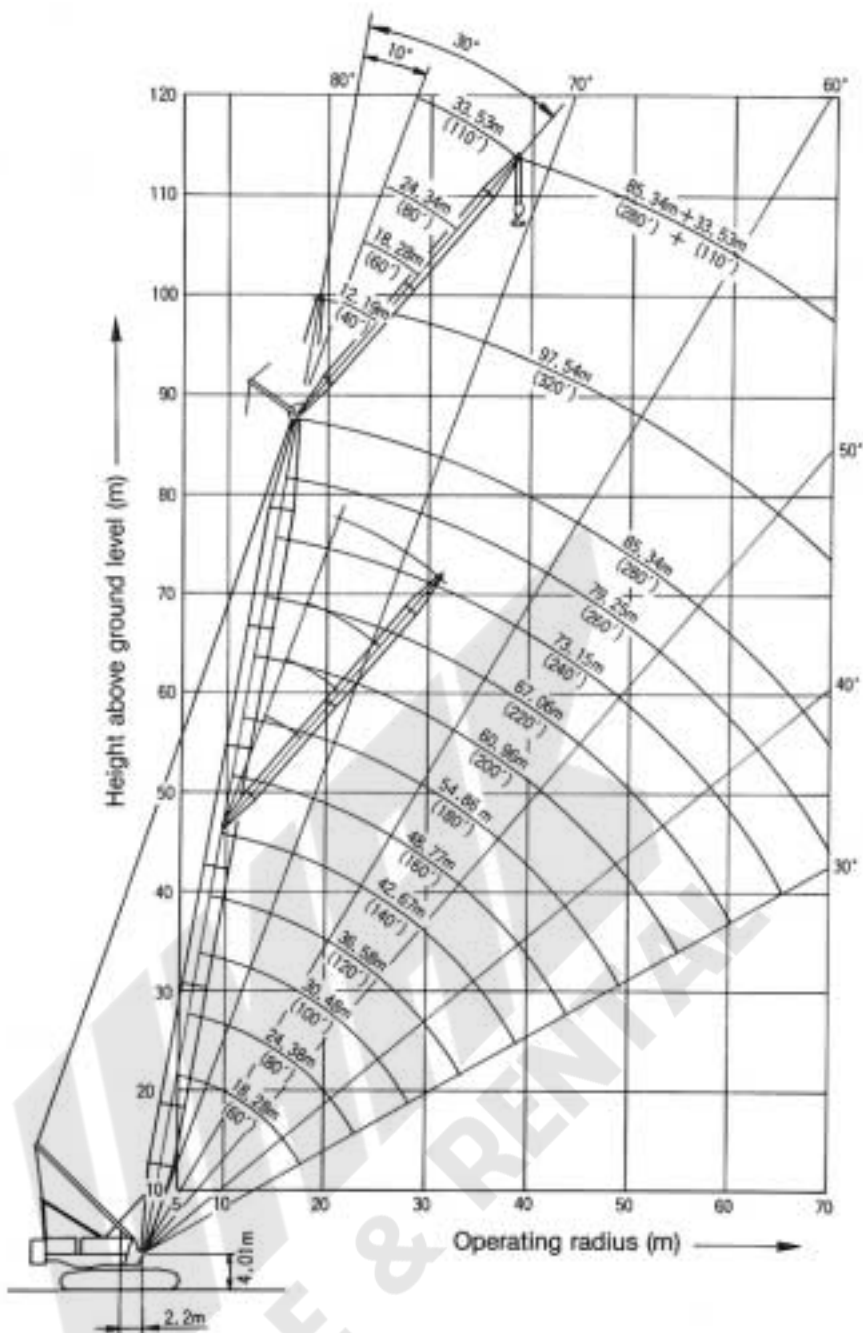 30°
10°
80°
70°
60°
120
33,53m
(110')
110
24,34m
(80')
85,34m + 33,53m
(280') + (110')
18,28m
(60')
100
12,19m
(40')
97,54m
(320')
90
50°
80
85,34m
(280')
79,25m
(260')
70
73,15m
(240')
40°
67,06m
(220')
60
60,96m
(200')
54,86 m
(180')
50
48,77m
(160')
30°
42,67m
(140')
40
36,58m
(120')
30,48m
(100')
30
24,38m
(80')
20
18,28m
(60')
10
5 10 20 30 40 50 60 70
Height above ground level (m)
Operating radius (m)
4,01m
2,2m
E & RENTAL